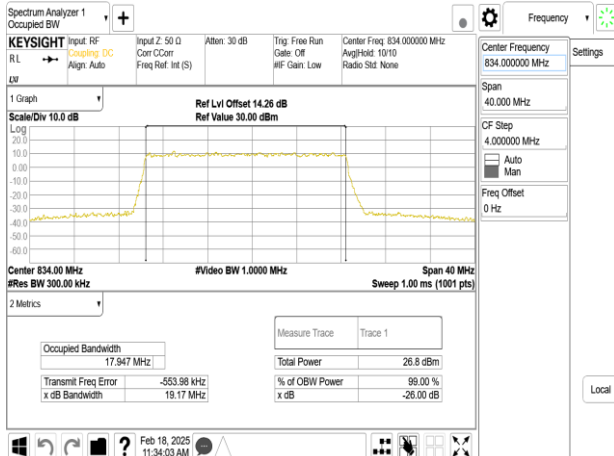 Spectrum Analyzer 1
Occupied BW
+
Frequency
KEYSIGHT
RL
LXI
Input: RF
Coupling: DC
Align: Auto
Input Z: 50 Ω
Corr CCorr
Freq Ref: Int (S)
Atten: 30 dB
Trig: Free Run
Gate: Off
#IF Gain: Low
Center Freq: 834.000000 MHz
Avg|Hold: 10/10
Radio Std: None
Center Frequency
834.000000 MHz
Settings
Span
40.000 MHz
CF Step
4.000000 MHz
Auto
Man
Freq Offset
0 Hz
Local
1 Graph
Scale/Div 10.0 dB
Ref Lvl Offset 14.26 dB
Ref Value 30.00 dBm
Log
20.0
10.0
0.00
-10.0
-20.0
-30.0
-40.0
-50.0
-60.0
Center 834.00 MHz
#Video BW 1.0000 MHz
Span 40 MHz
#Res BW 300.00 kHz
Sweep 1.00 ms (1001 pts)
2 Metrics
Measure Trace
Trace 1
Occupied Bandwidth
17.947 MHz
Total Power
26.8 dBm
Transmit Freq Error
-553.98 kHz
% of OBW Power
99.00 %
x dB Bandwidth
19.17 MHz
x dB
-26.00 dB
?
Feb 18, 2025
11:34:03 AM